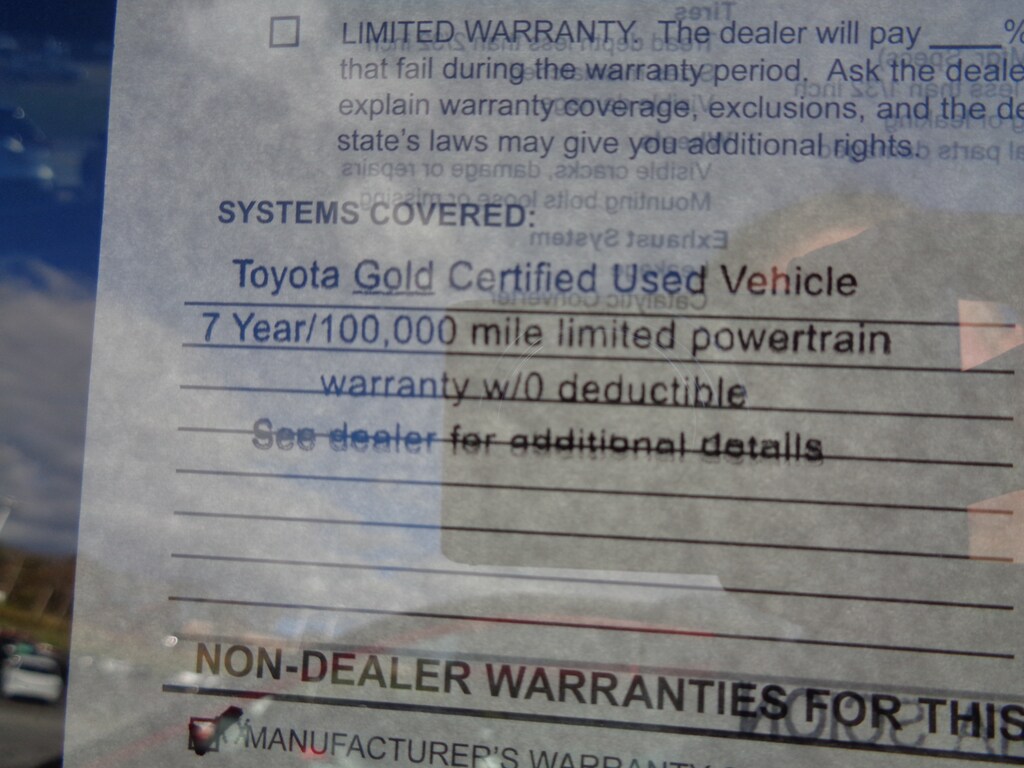 LIMITED WARRANTY. The dealer will pay ____%
that fail during the warranty period. Ask the deale
explain warranty coverage, exclusions, and the de
state's laws may give you additional rights.
SYSTEMS COVERED:
Toyota Gold Certified Used Vehicle
7 Year/100,000 mile limited powertrain
warranty w/0 deductible
See dealer for additional details
NON-DEALER WARRANTIES FOR THIS
MANUFACTURER'S WARRANTY